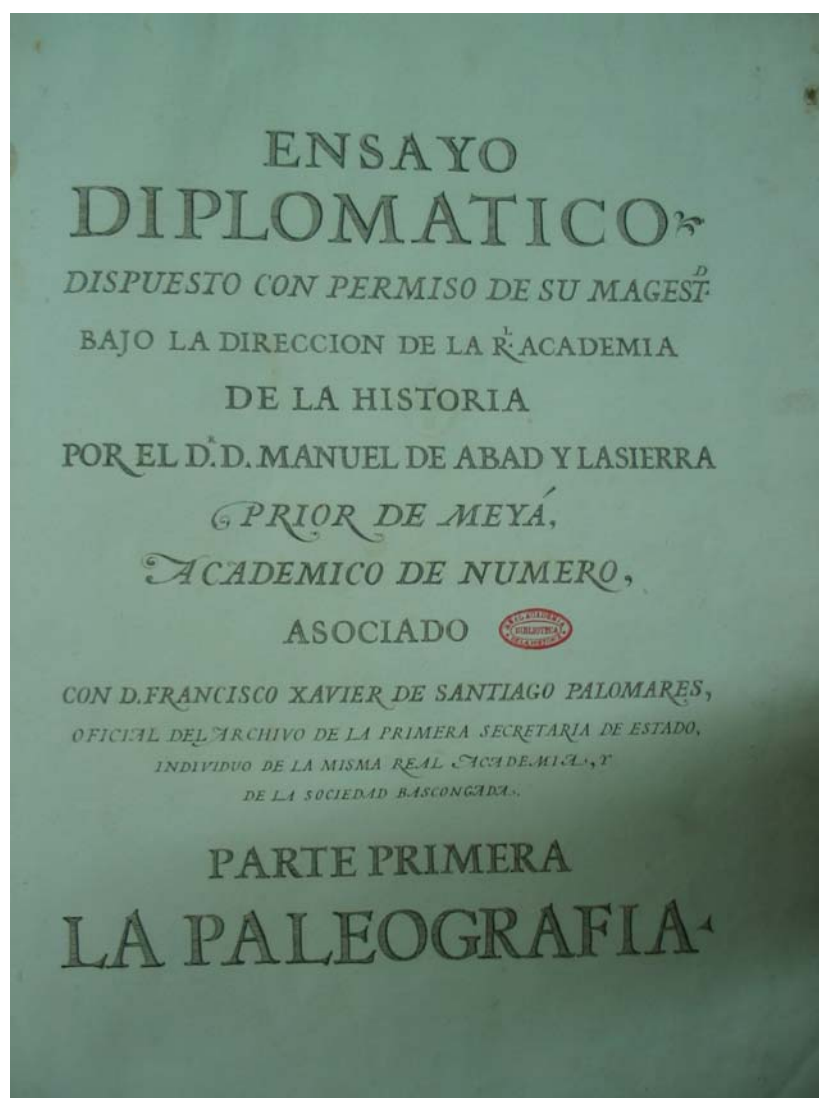 ENSAYO
DIPLOMATICO
DISPUESTO CON PERMISO DE SU MAGEST.D
BAJO LA DIRECCION DE LA R.L ACADEMIA
DE LA HISTORIA
POR EL D.R D. MANUEL DE ABAD Y LASIERRA
PRIOR DE MEYÁ,
ACADEMICO DE NUMERO,
ASOCIADO
BIBLIOTECA
CON D. FRANCISCO XAVIER DE SANTIAGO PALOMARES,
OFICIAL DEL ARCHIVO DE LA PRIMERA SECRETARIA DE ESTADO,
INDIVIDUO DE LA MISMA REAL ACADEMIA, Y
DE LA SOCIEDAD BASCONGADA.
PARTE PRIMERA
LA PALEOGRAFIA